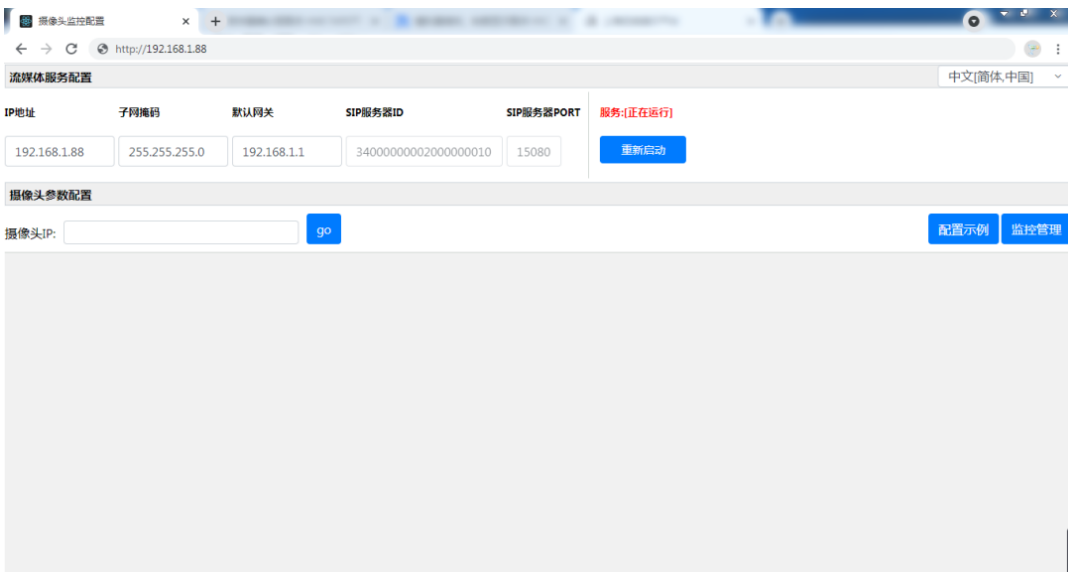 摄像头监控配置
http://192.168.1.88
流媒体服务配置 中文[简体,中国]
IP地址 子网掩码 默认网关 SIP服务器ID SIP服务器PORT 服务:[正在运行]
192.168.1.88 255.255.255.0 192.168.1.1 34000000002000000010 15080 重新启动
摄像头参数配置
摄像头IP: go 配置示例 监控管理